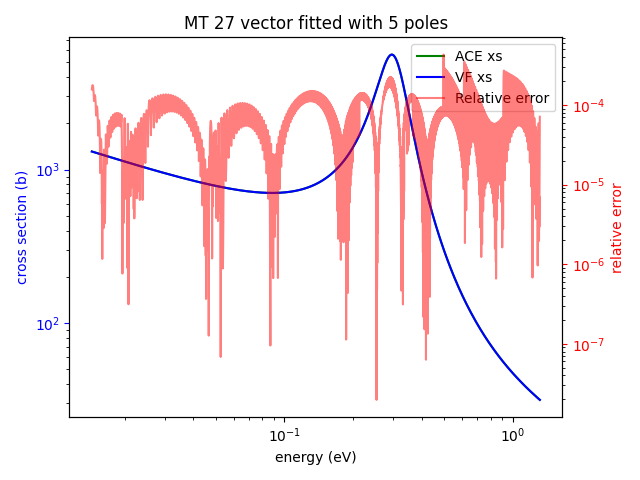 MT 27 vector fitted with 5 poles
ACE xs
VF xs
Relative error
10³
10²
cross section (b)
10⁻⁴
10⁻⁵
10⁻⁶
10⁻⁷
relative error
10⁻¹
10⁰
energy (eV)